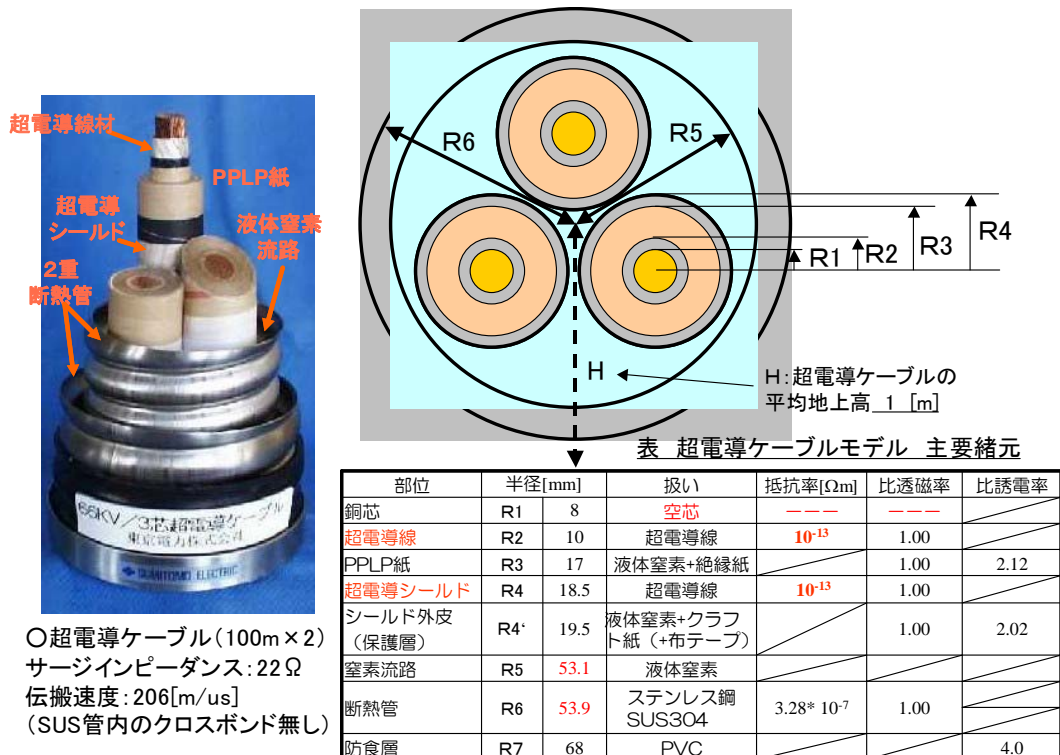 超電導線材
PPLP紙
超電導
シールド
液体窒素
流路
2重
断熱管
66KV/3芯超電導ケーブル
東京電力株式会社
SUMITOMO ELECTRIC
R6
R5
R1
R2
R3
R4
H
H:超電導ケーブルの
平均地上高 1 [m]
〇超電導ケーブル(100m×2)
サージインピーダンス:22Ω
伝搬速度:206[m/us]
(SUS管内のクロスボンド無し)
表 超電導ケーブルモデル 主要緒元
部位 半径[mm] 扱い 抵抗率[Ωm] 比透磁率 比誘電率
銅芯 R1 8 空芯 ––– –––
超電導線 R2 10 超電導線 10-13 1.00
PPLP紙 R3 17 液体窒素+絶縁紙 1.00 2.12
超電導シールド R4 18.5 超電導線 10-13 1.00
シールド外皮
(保護層) R4‘ 19.5 液体窒素+クラフ
ト紙(+布テープ) 1.00 2.02
窒素流路 R5 53.1 液体窒素
断熱管 R6 53.9 ステンレス鋼
SUS304 3.28* 10-7 1.00
防食層 R7 68 PVC 4.0